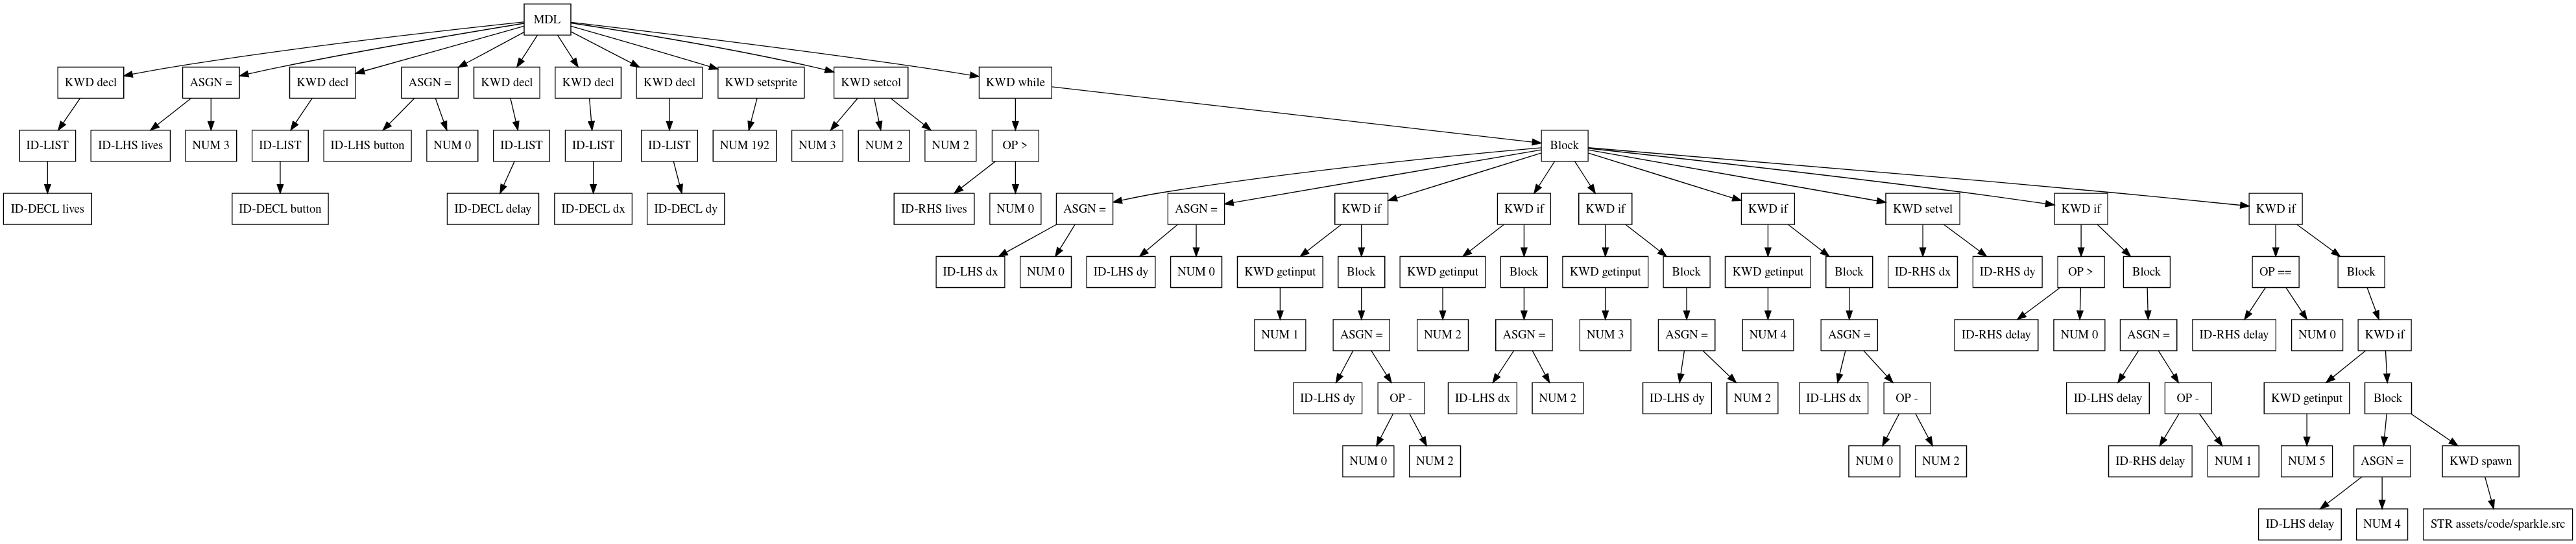 MDL
KWD decl
ASGN =
KWD decl
ASGN =
KWD decl
KWD decl
KWD decl
KWD setsprite
KWD setcol
KWD while
ID-LIST
ID-LHS lives
NUM 3
ID-LIST
ID-LHS button
NUM 0
ID-LIST
ID-LIST
ID-LIST
NUM 192
NUM 3
NUM 2
NUM 2
OP >
Block
ID-DECL lives
ID-DECL button
ID-DECL delay
ID-DECL dx
ID-DECL dy
ID-RHS lives
NUM 0
ASGN =
ASGN =
KWD if
KWD if
KWD if
KWD if
KWD setvel
KWD if
KWD if
ID-LHS dx
NUM 0
ID-LHS dy
NUM 0
KWD getinput
Block
KWD getinput
Block
KWD getinput
Block
KWD getinput
Block
ID-RHS dx
ID-RHS dy
OP >
Block
OP ==
Block
NUM 1
ASGN =
NUM 2
ASGN =
NUM 3
ASGN =
NUM 4
ASGN =
ID-RHS delay
NUM 0
ASGN =
ID-RHS delay
NUM 0
KWD if
ID-LHS dy
OP -
ID-LHS dx
NUM 2
ID-LHS dy
NUM 2
ID-LHS dx
OP -
ID-LHS delay
OP -
KWD getinput
Block
NUM 0
NUM 2
NUM 0
NUM 2
ID-RHS delay
NUM 1
NUM 5
ASGN =
KWD spawn
ID-LHS delay
NUM 4
STR assets/code/sparkle.src